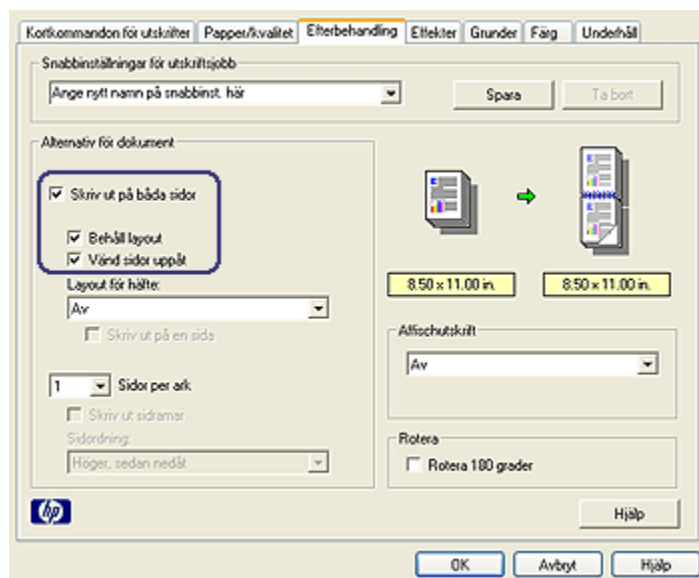 Kortkommandon för utskrifter Papper/kvalitet Efterbehandling Effekter Grunder Färg Underhåll
Snabbinställningar för utskriftsjobb
Ange nytt namn på snabbinst. här
Spara
Ta bort
Alternativ för dokument
Skriv ut på båda sidor
Behåll layout
Vänd sidor uppåt
Layout för häfte:
Av
Skriv ut på en sida
1 Sidor per ark
Skriv ut sidramar
Sidordning:
Höger, sedan nedåt
8.50 x 11.00 in. 8.50 x 11.00 in.
Affischutskrift
Av
Rotera
Rotera 180 grader
hp
Hjälp
OK Avbryt Hjälp